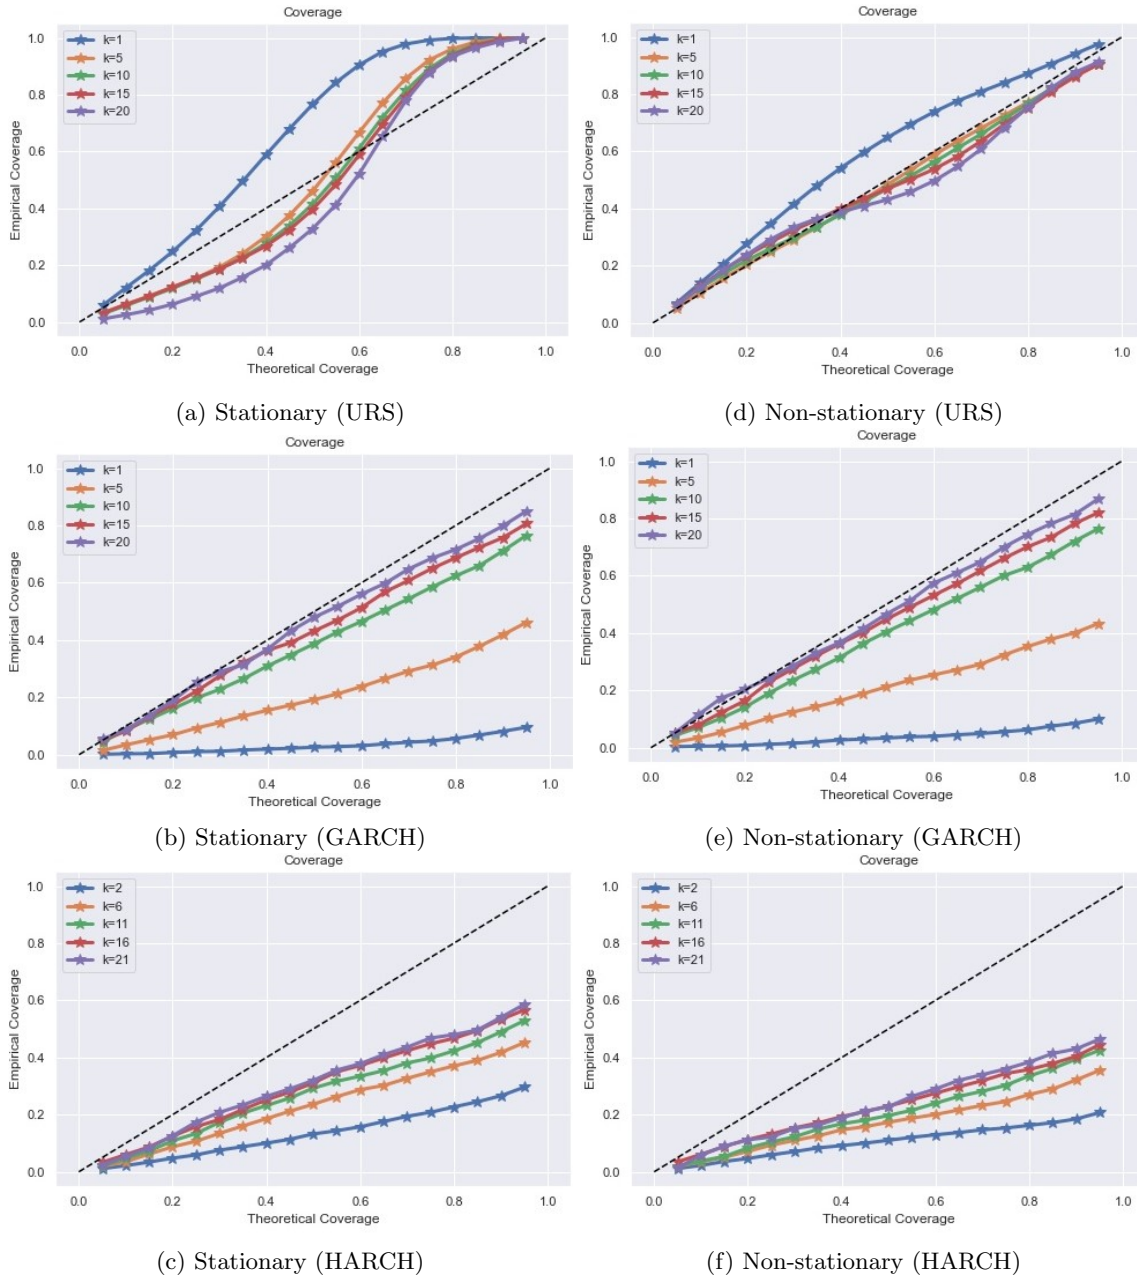 Coverage
k=1
k=5
k=10
k=15
k=20
1.0
0.8
0.6
0.4
0.2
0.0
Empirical Coverage
0.0 0.2 0.4 0.6 0.8 1.0
Theoretical Coverage
(a) Stationary (URS)
Coverage
k=1
k=5
k=10
k=15
k=20
1.0
0.8
0.6
0.4
0.2
0.0
Empirical Coverage
0.0 0.2 0.4 0.6 0.8 1.0
Theoretical Coverage
(d) Non-stationary (URS)
Coverage
k=1
k=5
k=10
k=15
k=20
1.0
0.8
0.6
0.4
0.2
0.0
Empirical Coverage
0.0 0.2 0.4 0.6 0.8 1.0
Theoretical Coverage
(b) Stationary (GARCH)
Coverage
k=1
k=5
k=10
k=15
k=20
1.0
0.8
0.6
0.4
0.2
0.0
Empirical Coverage
0.0 0.2 0.4 0.6 0.8 1.0
Theoretical Coverage
(e) Non-stationary (GARCH)
Coverage
k=2
k=6
k=11
k=16
k=21
1.0
0.8
0.6
0.4
0.2
0.0
Empirical Coverage
0.0 0.2 0.4 0.6 0.8 1.0
Theoretical Coverage
(c) Stationary (HARCH)
Coverage
k=2
k=6
k=11
k=16
k=21
1.0
0.8
0.6
0.4
0.2
0.0
Empirical Coverage
0.0 0.2 0.4 0.6 0.8 1.0
Theoretical Coverage
(f) Non-stationary (HARCH)